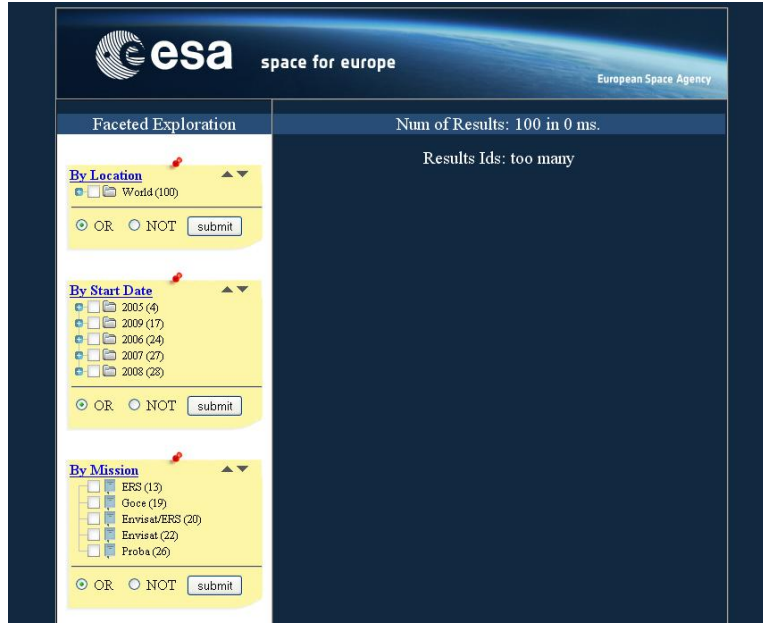 esa space for europe
European Space Agency
Faceted Exploration
Num of Results: 100 in 0 ms.
Results Ids: too many
By Location
World (100)
OR NOT submit
By Start Date
2005 (4)
2009 (17)
2006 (24)
2007 (27)
2008 (28)
OR NOT submit
By Mission
ERS (13)
Goce (19)
Envisat/ERS (20)
Envisat (22)
Proba (26)
OR NOT submit